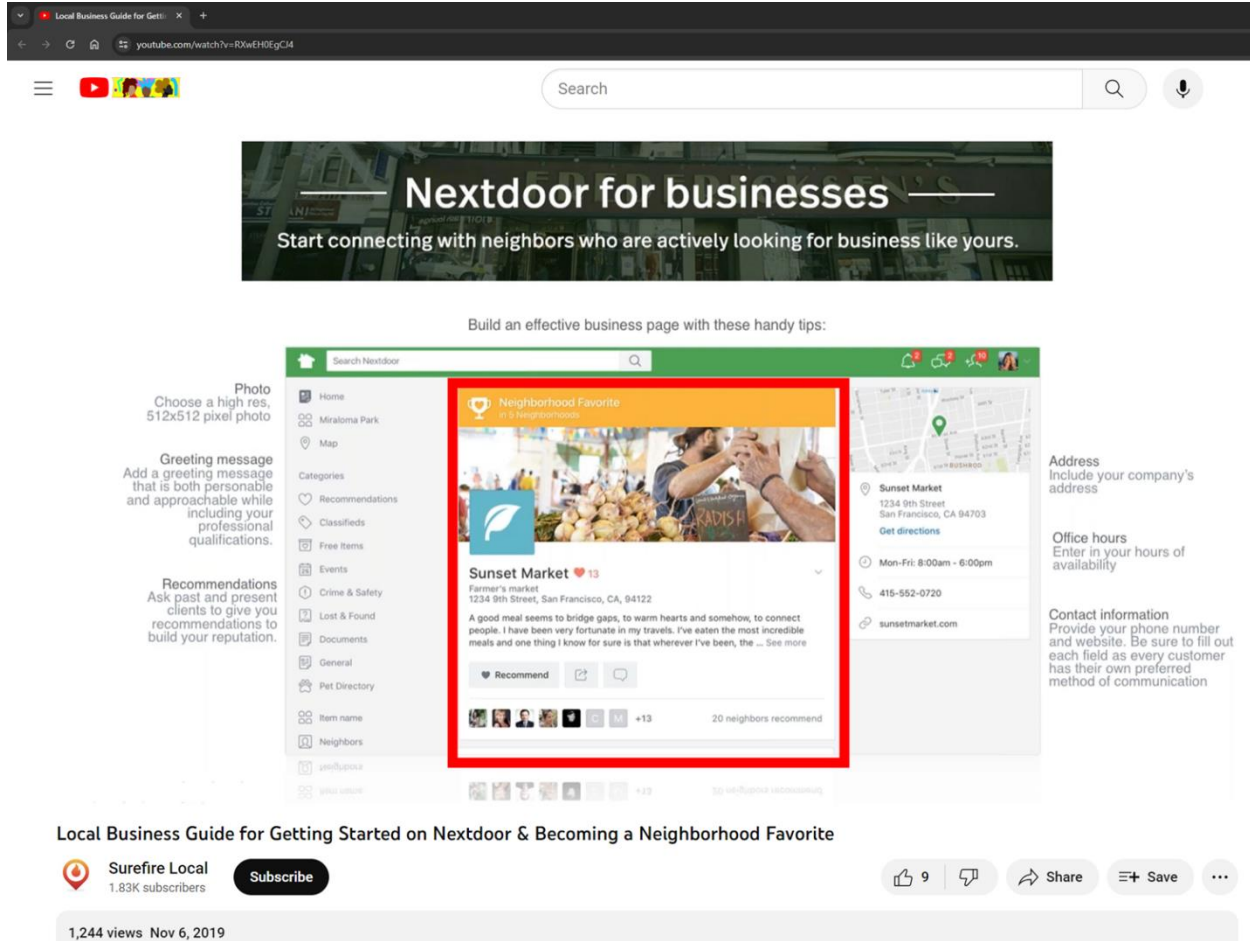 Local Business Guide for Getti
youtube.com/watch?v=RXwEH0EgCJ4
Search
Nextdoor for businesses
Start connecting with neighbors who are actively looking for business like yours.
Build an effective business page with these handy tips:
Photo
Choose a high res,
512x512 pixel photo
Greeting message
Add a greeting message
that is both personable
and approachable while
including your
professional
qualifications.
Recommendations
Ask past and present
clients to give you
recommendations to
build your reputation.
Search Nextdoor
2
2
10
Home
Miraloma Park
Map
Categories
Recommendations
Classifieds
Free Items
Events
Crime & Safety
Lost & Found
Documents
General
Pet Directory
Item name
Neighbors
Neighborhood Favorite
in 6 Neighborhoods
RADISH
Sunset Market 13
Farmer's market
1234 9th Street, San Francisco, CA, 94122
A good meal seems to bridge gaps, to warm hearts and somehow, to connect
people. I have been very fortunate in my travels. I've eaten the most incredible
meals and one thing I know for sure is that wherever I've been, the ... See more
Recommend
C M +13 20 neighbors recommend
BUSHROD
Sunset Market
1234 9th Street
San Francisco, CA 94703
Get directions
Mon-Fri: 8:00am - 6:00pm
415-552-0720
sunsetmarket.com
Address
Include your company's
address
Office hours
Enter in your hours of
availability
Contact information
Provide your phone number
and website. Be sure to fill out
each field as every customer
has their own preferred
method of communication
Local Business Guide for Getting Started on Nextdoor & Becoming a Neighborhood Favorite
Surefire Local
1.83K subscribers
Subscribe
9
Share
Save
1,244 views Nov 6, 2019